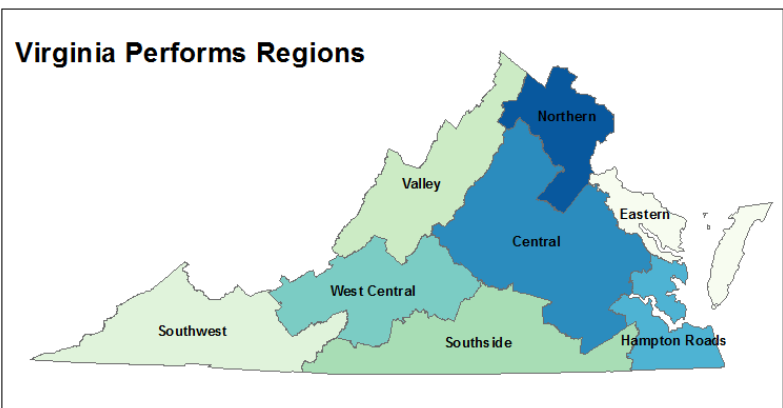 Virginia Performs Regions
Northern
Valley
Eastern
Central
West Central
Southwest
Southside
Hampton Roads